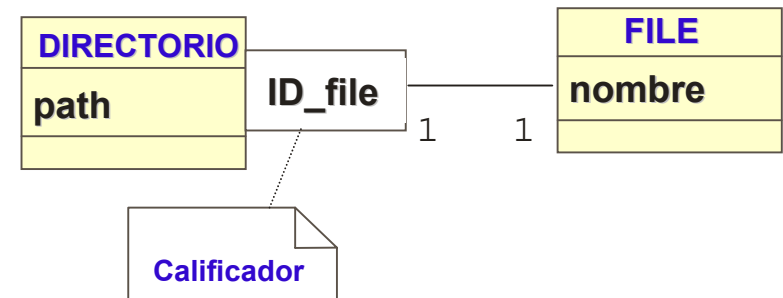 DIRECTORIO
path
ID_file
1 1
FILE
nombre
Calificador